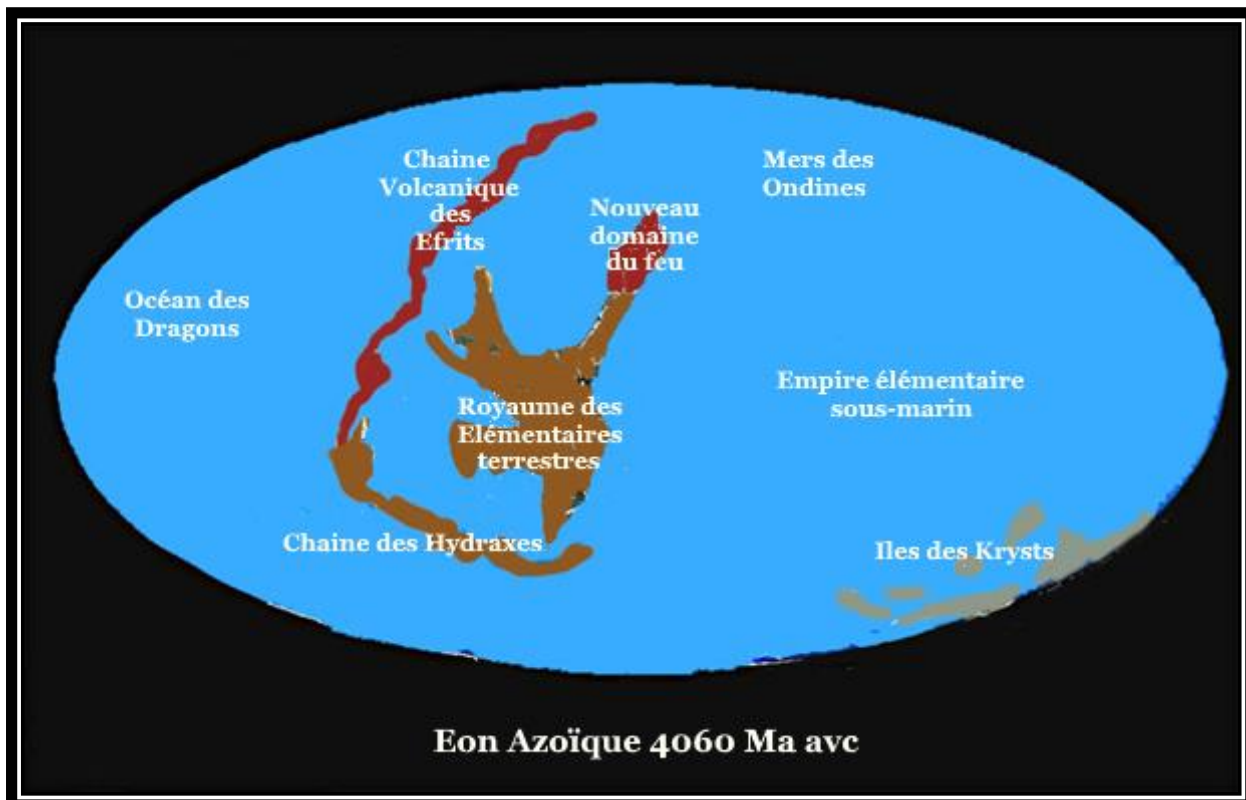 Chaine
Volcanique
des
Efrits
Mers des
Ondines
Nouveau
domaine
du feu
Océan des
Dragons
Empire élémentaire
sous-marin
Royaume des
Elémentaires
terrestres
Chaine des Hydraxes
Iles des Krysts
Eon Azoïque 4060 Ma avc